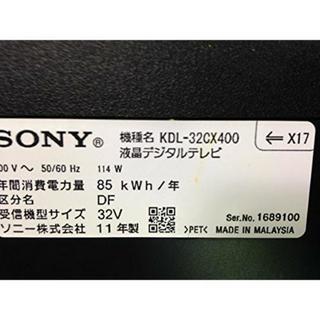 SONY®
機種名 KDL-32CX400
液晶デジタルテレビ
⇐ X17
00 V ～ 50/60 Hz 114 W
年間消費電力量 85 kWh/年
区分名 DF
受信機型サイズ 32V
ソニー株式会社 11年製
Ser.No. 1689100
>PET< MADE IN MALAYSIA